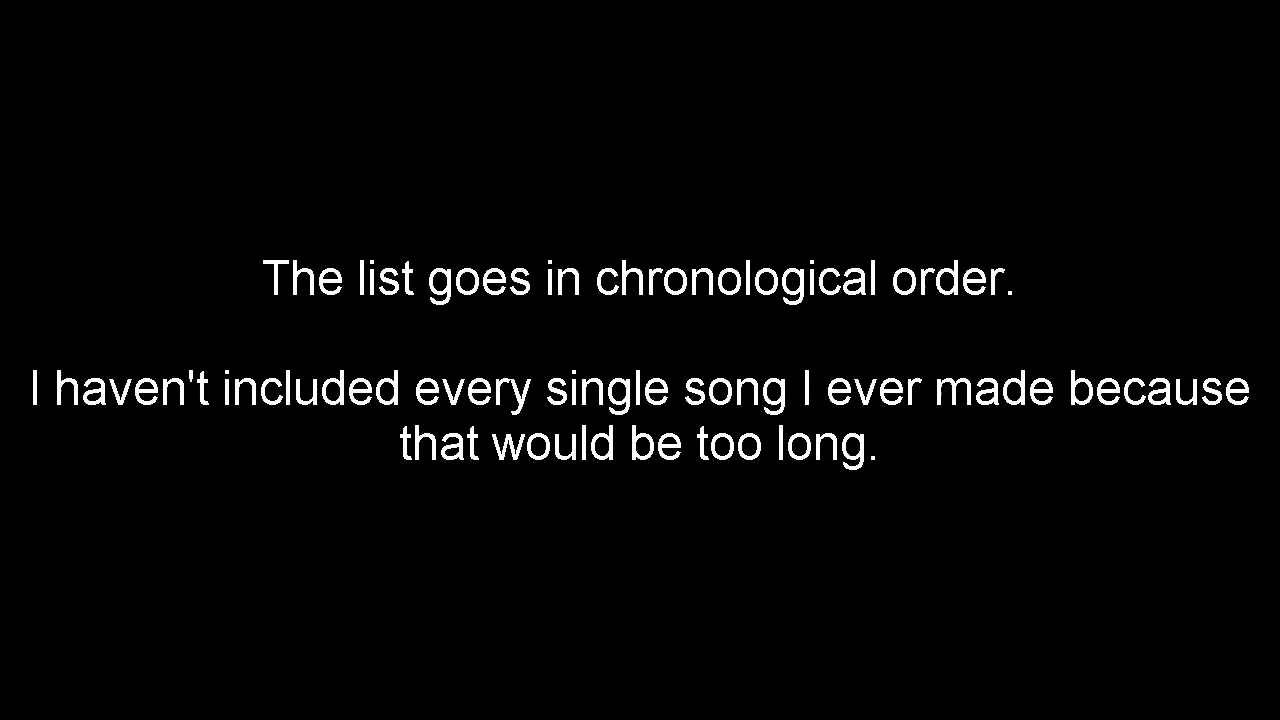 The list goes in chronological order.
I haven't included every single song I ever made because
that would be too long.